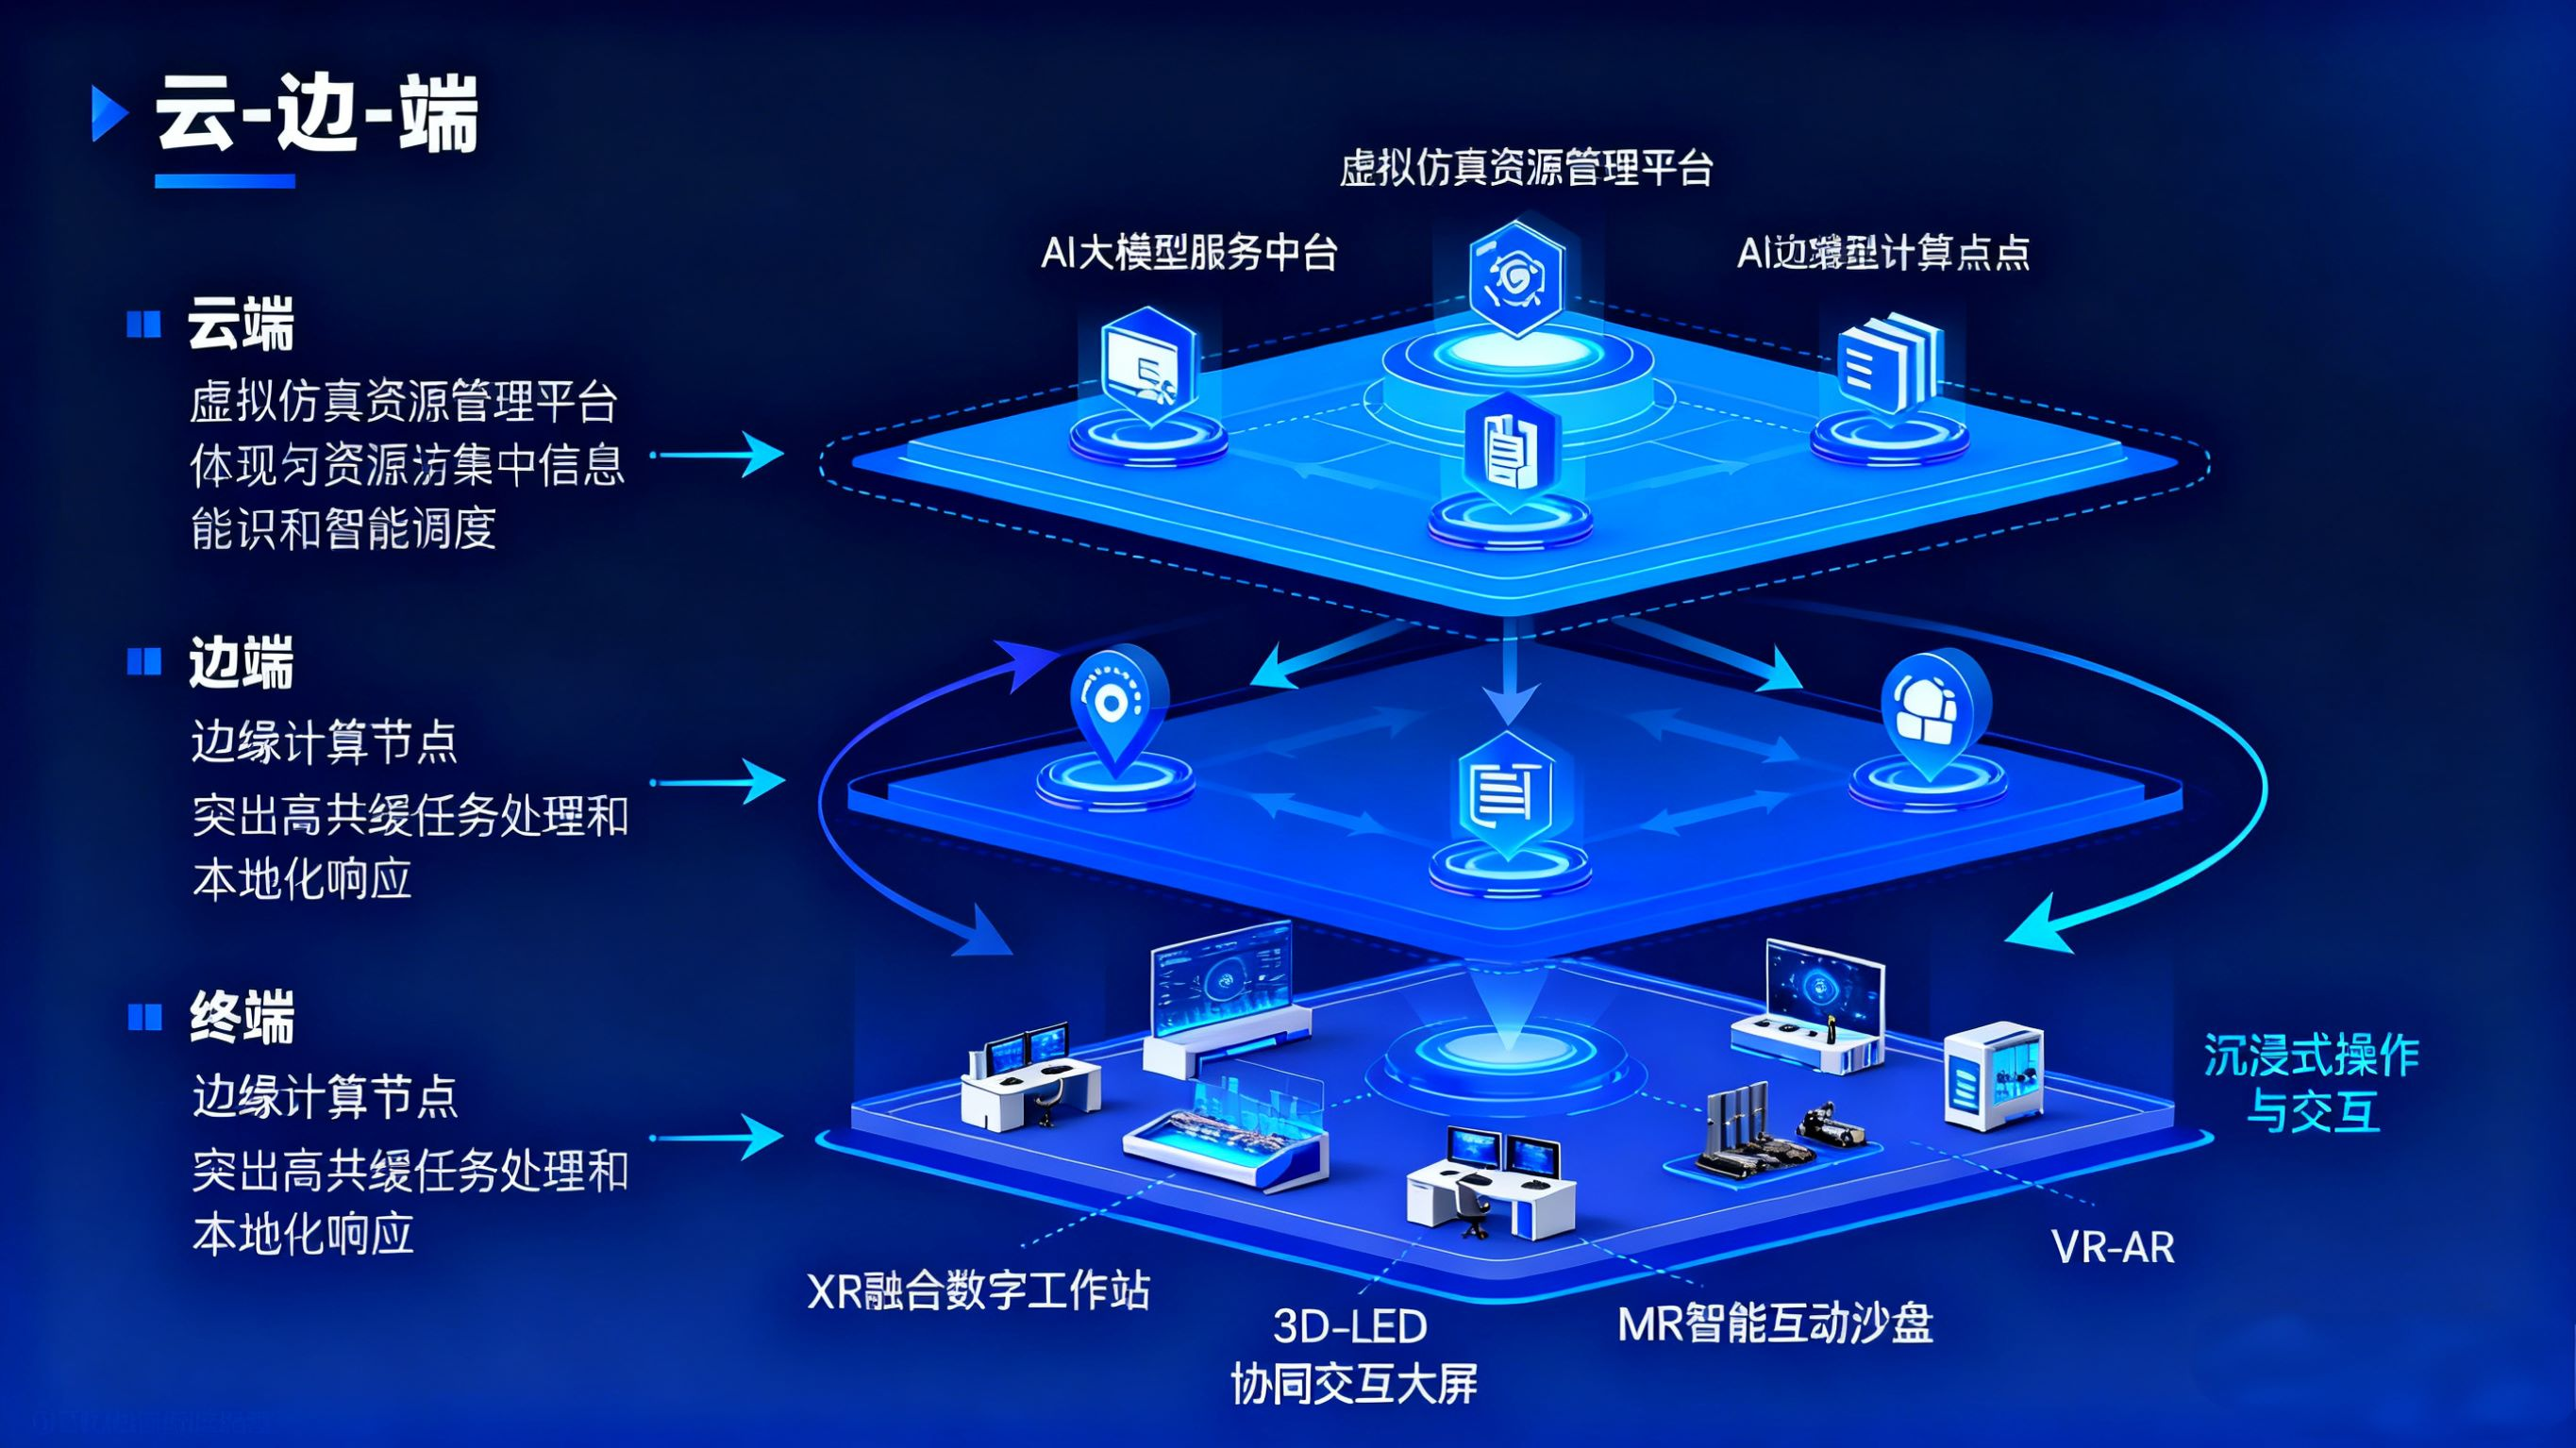 云-边-端
云端
虚拟仿真资源管理平台
体现匀资源访集中信息
能识和智能调度
边端
边缘计算节点
突出高共缓任务处理和
本地化响应
终端
边缘计算节点
突出高共缓任务处理和
本地化响应
虚拟仿真资源管理平台
AI大模型服务中台
AI边 计算点点
沉浸式操作
与交互
VR-AR
XR融合数字工作站
3D-LED
协同交互大屏
MR智能互动沙盘